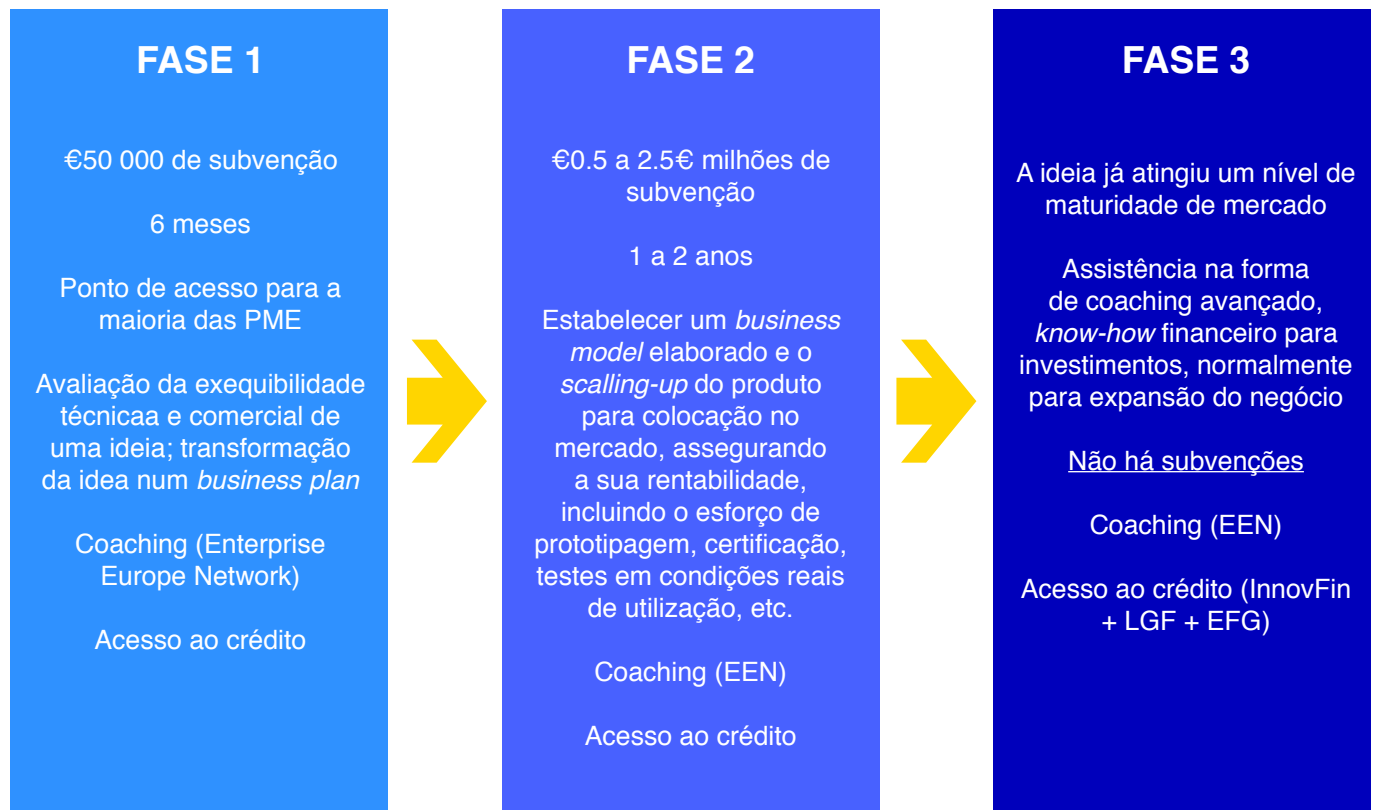 FASE 1
€50 000 de subvenção
6 meses
Ponto de acesso para a
maioria das PME
Avaliação da exequibilidade
técnicaa e comercial de
uma ideia; transformação
da idea num business plan
Coaching (Enterprise
Europe Network)
Acesso ao crédito
FASE 2
€0.5 a 2.5€ milhões de
subvenção
1 a 2 anos
Estabelecer um business
model elaborado e o
scalling-up do produto
para colocação no
mercado, assegurando
a sua rentabilidade,
incluindo o esforço de
prototipagem, certificação,
testes em condições reais
de utilização, etc.
Coaching (EEN)
Acesso ao crédito
FASE 3
A ideia já atingiu um nível de
maturidade de mercado
Assistência na forma
de coaching avançado,
know-how financeiro para
investimentos, normalmente
para expansão do negócio
Não há subvenções
Coaching (EEN)
Acesso ao crédito (InnovFin
+ LGF + EFG)